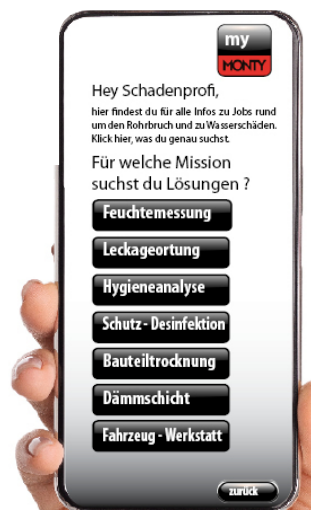 my
MONTY
Hey Schadenprofi,
hier findest du für alle Infos zu Jobs rund
um den Rohrbruch und zu Wasserschäden.
Klick hier, was du genau suchst.
Für welche Mission
suchst du Lösungen ?
Feuchtemessung
Leckageortung
Hygieneanalyse
Schutz - Desinfektion
Bauteiltrocknung
Dämmschicht
Fahrzeug - Werkstatt
zurück